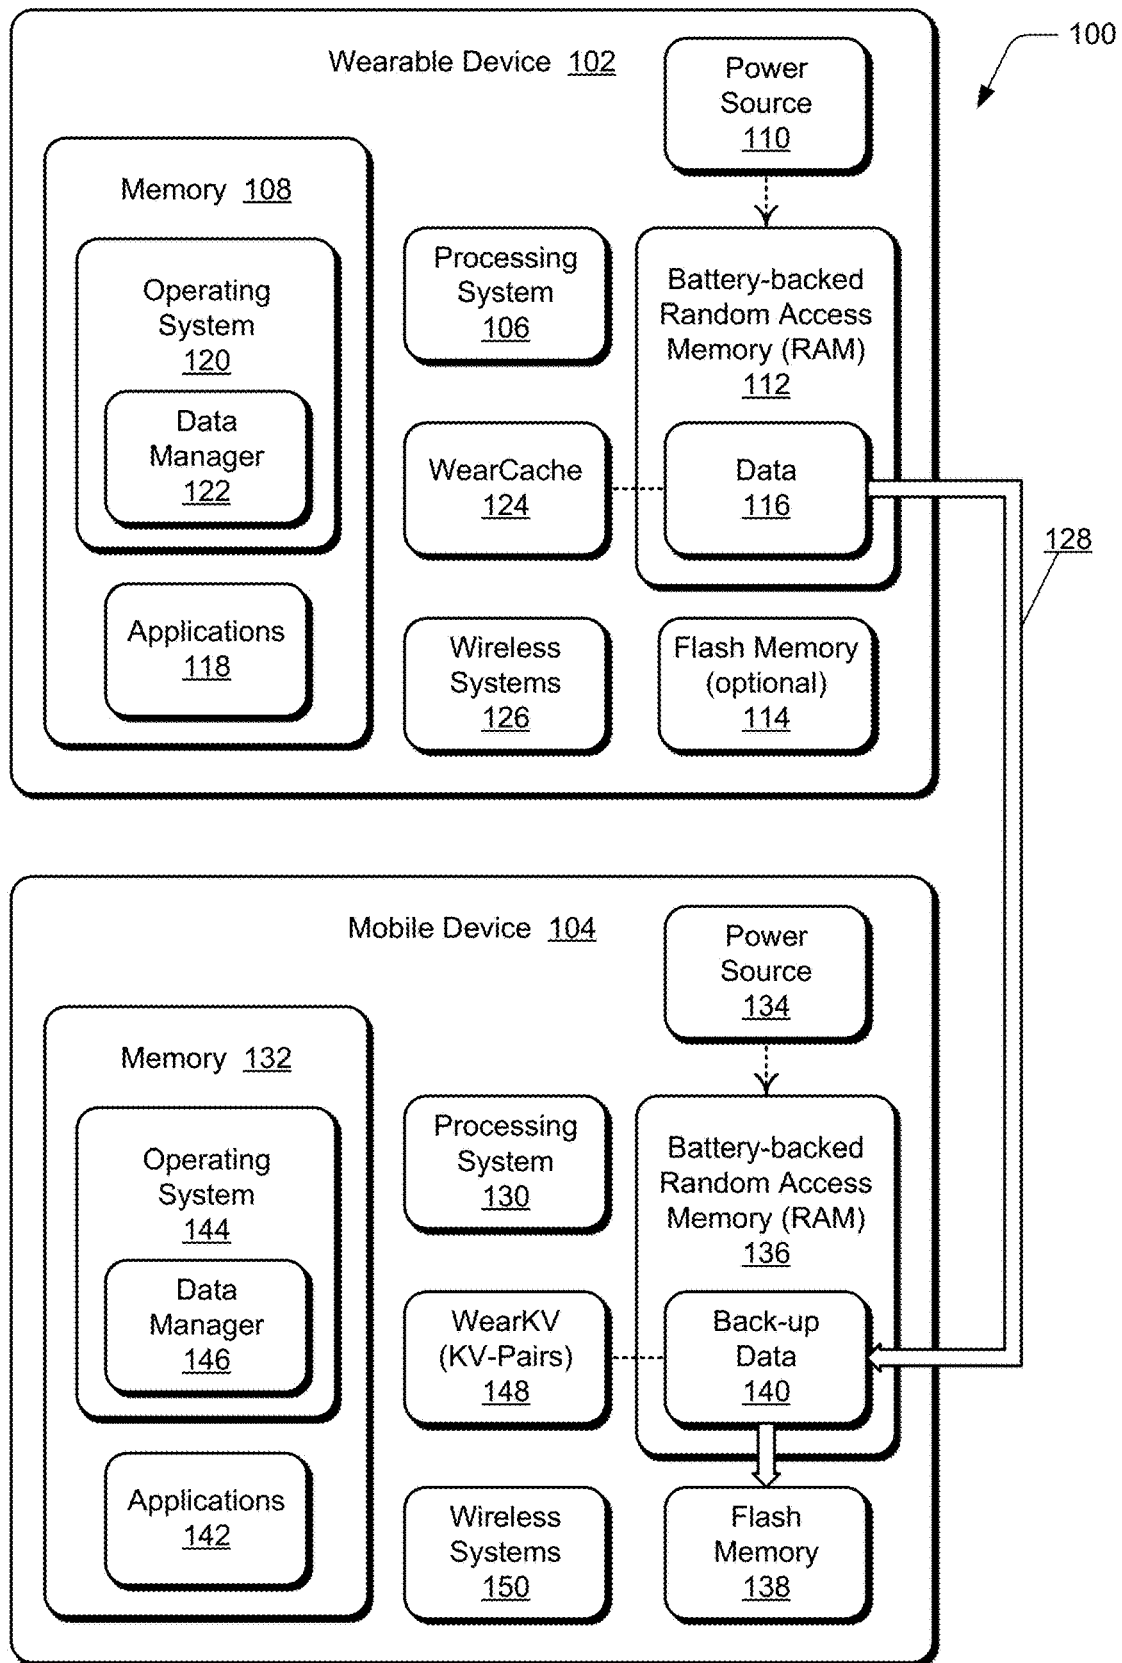 100
Wearable Device 102
Power
Source
110
Memory 108
Operating
System
120
Data
Manager
122
Applications
118
Processing
System
106
WearCache
124
Wireless
Systems
126
Battery-backed
Random Access
Memory (RAM)
112
Data
116
Flash Memory
(optional)
114
128
Mobile Device 104
Power
Source
134
Memory 132
Operating
System
144
Data
Manager
146
Applications
142
Processing
System
130
WearKV
(KV-Pairs)
148
Wireless
Systems
150
Battery-backed
Random Access
Memory (RAM)
136
Back-up
Data
140
Flash
Memory
138